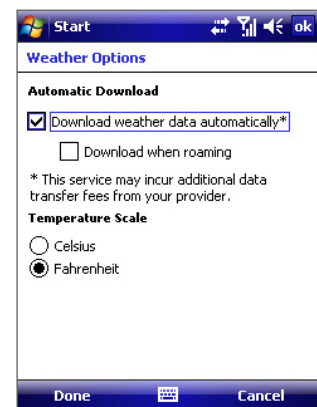 Start
ok
Weather Options
Automatic Download
Download weather data automatically*
Download when roaming
* This service may incur additional data
transfer fees from your provider.
Temperature Scale
Celsius
Fahrenheit
Done
Cancel